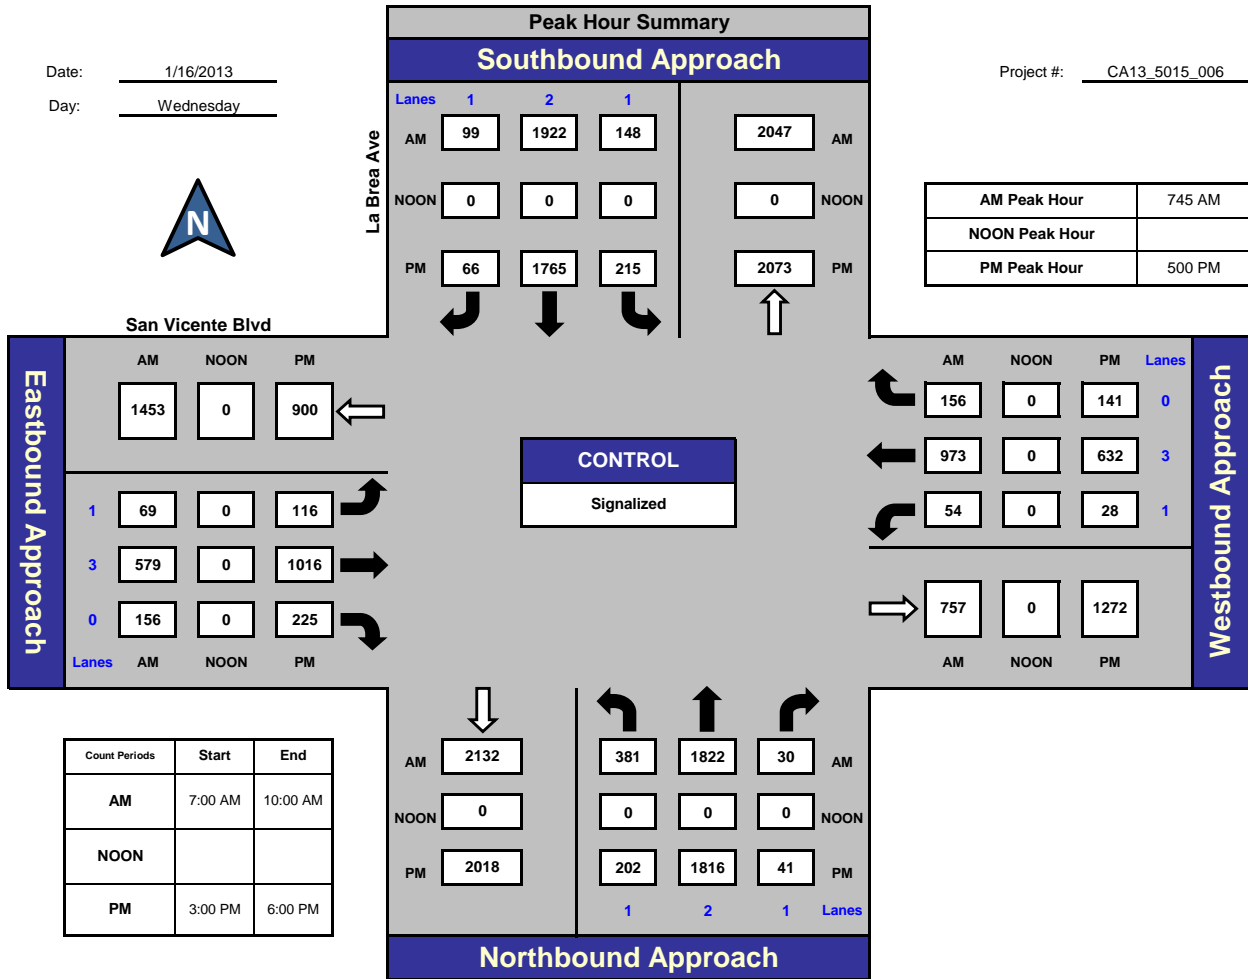 Peak Hour Summary
Southbound Approach
Date: 1/16/2013
Day: Wednesday
Project #: CA13_5015_006
N
La Brea Ave
Lanes 1 2 1
AM 99 1922 148 2047 AM
NOON 0 0 0 0 NOON
PM 66 1765 215 2073 PM
AM Peak Hour 745 AM
NOON Peak Hour
PM Peak Hour 500 PM
San Vicente Blvd
Eastbound Approach
AM NOON PM
1453 0 900
1 69 0 116
3 579 0 1016
0 156 0 225
Lanes AM NOON PM
CONTROL
Signalized
AM NOON PM Lanes
156 0 141 0
973 0 632 3
54 0 28 1
757 0 1272
AM NOON PM
Westbound Approach
Count Periods Start End
AM 7:00 AM 10:00 AM
NOON
PM 3:00 PM 6:00 PM
AM 2132 381 1822 30 AM
NOON 0 0 0 0 NOON
PM 2018 202 1816 41 PM
1 2 1 Lanes
Northbound Approach